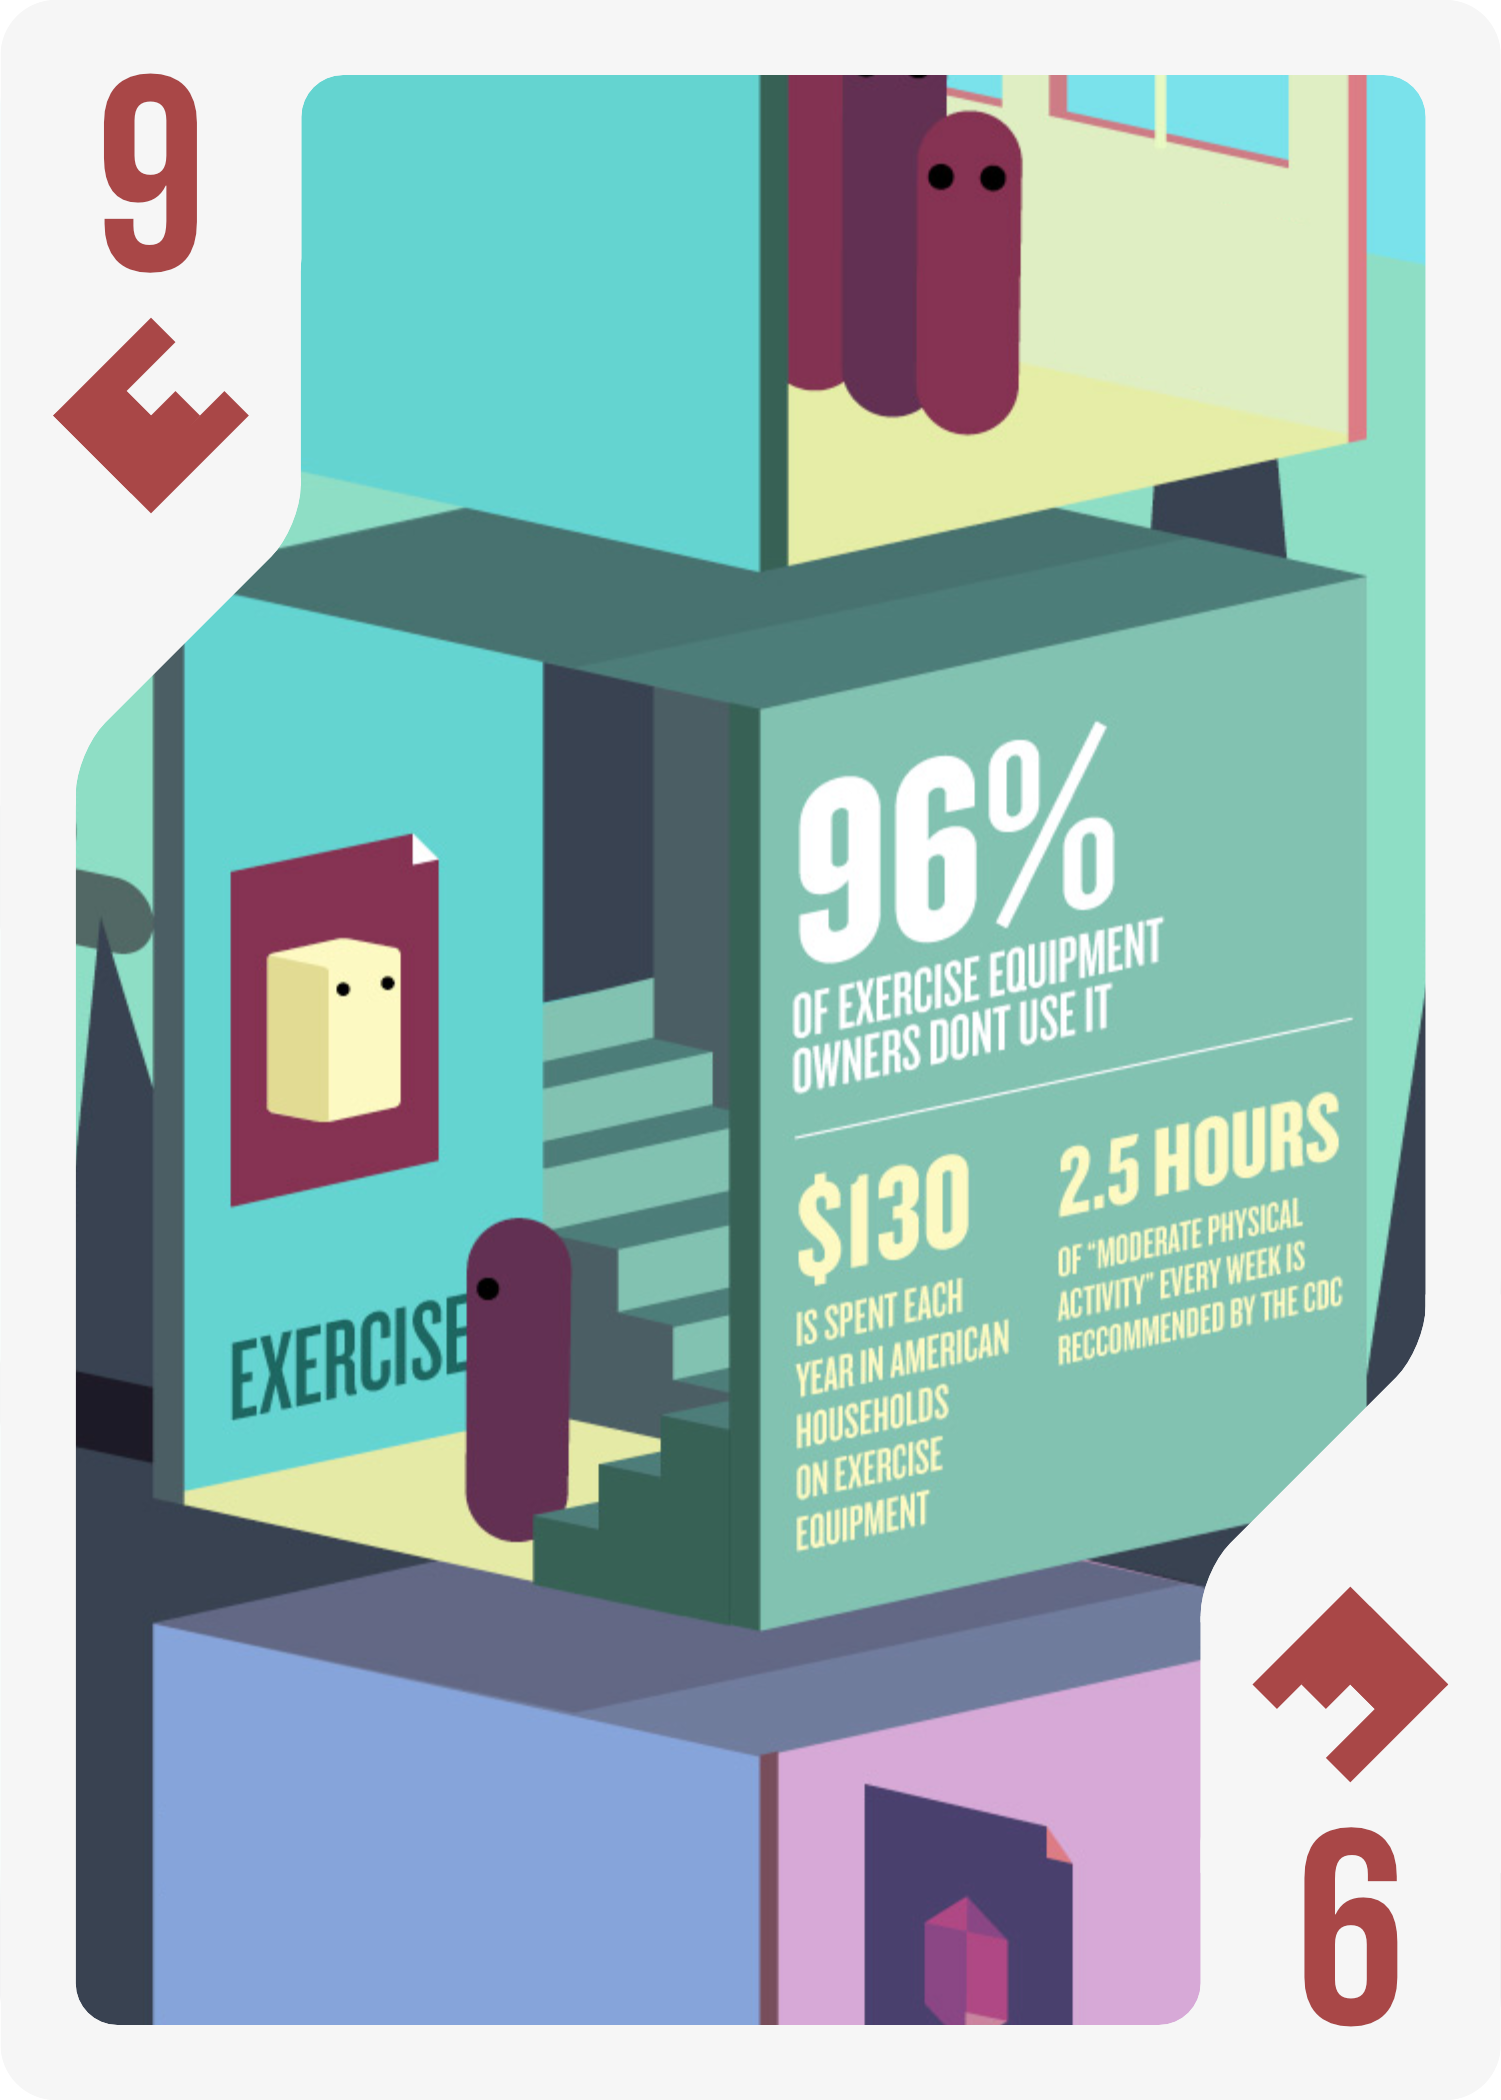 9
96%
OF EXERCISE EQUIPMENT
OWNERS DONT USE IT
$130
IS SPENT EACH
YEAR IN AMERICAN
HOUSEHOLDS
ON EXERCISE
EQUIPMENT
2.5 HOURS
OF “MODERATE PHYSICAL
ACTIVITY” EVERY WEEK IS
RECCOMMENDED BY THE CDC
EXERCISE
9